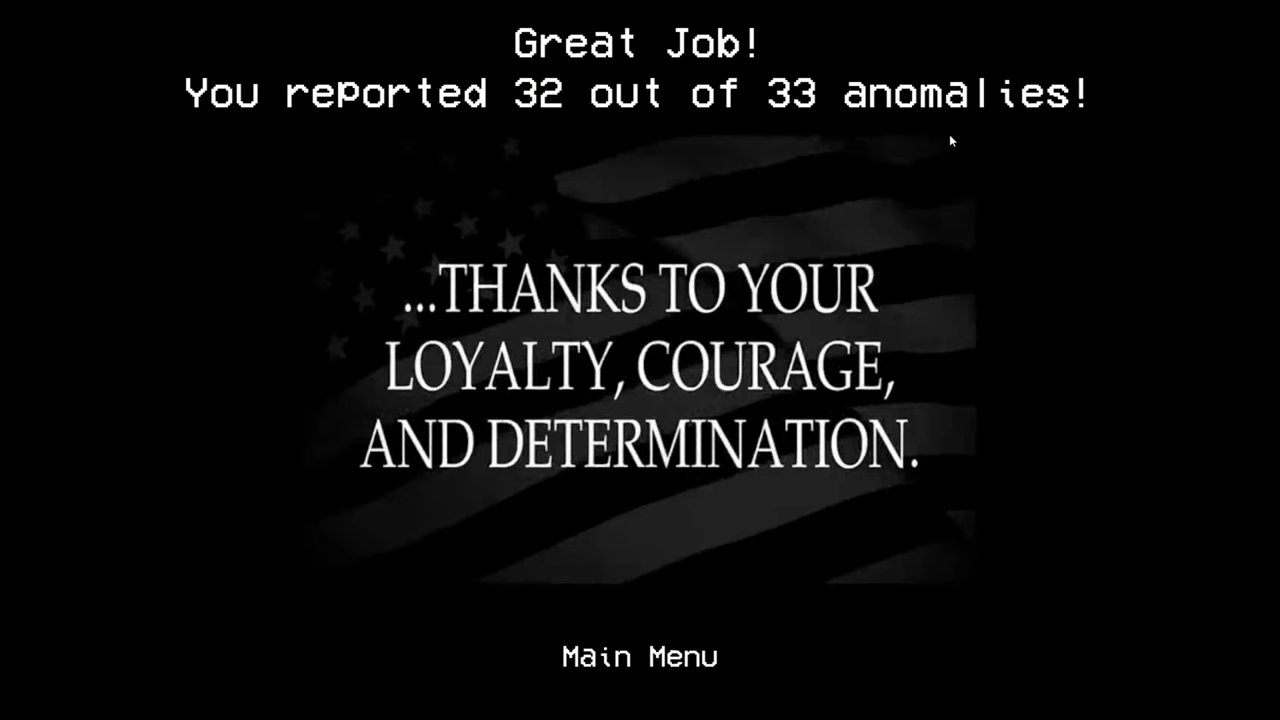 Great Job!
You reported 32 out of 33 anomalies!
...THANKS TO YOUR
LOYALTY, COURAGE,
AND DETERMINATION.
Main Menu